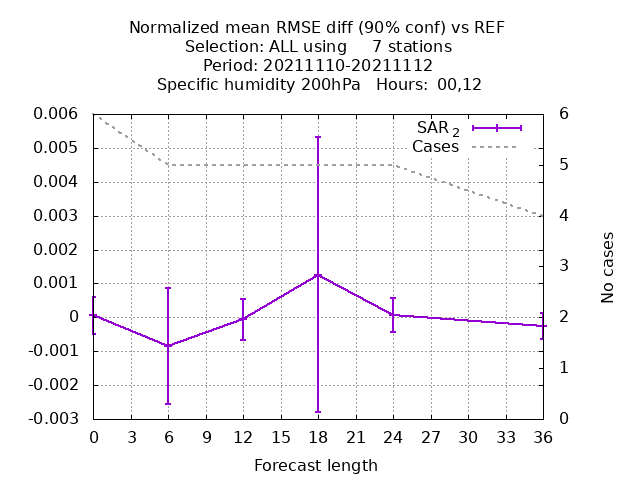 Normalized mean RMSE diff (90% conf) vs REF
Selection: ALL using     7 stations
Period: 20211110-20211112
Specific humidity 200hPa   Hours: 00,12
0.006
0.005
0.004
0.003
0.002
0.001
0
-0.001
-0.002
-0.003
SAR 2
Cases
6
5
4
3
2
1
0
No cases
0 3 6 9 12 15 18 21 24 27 30 33 36
Forecast length